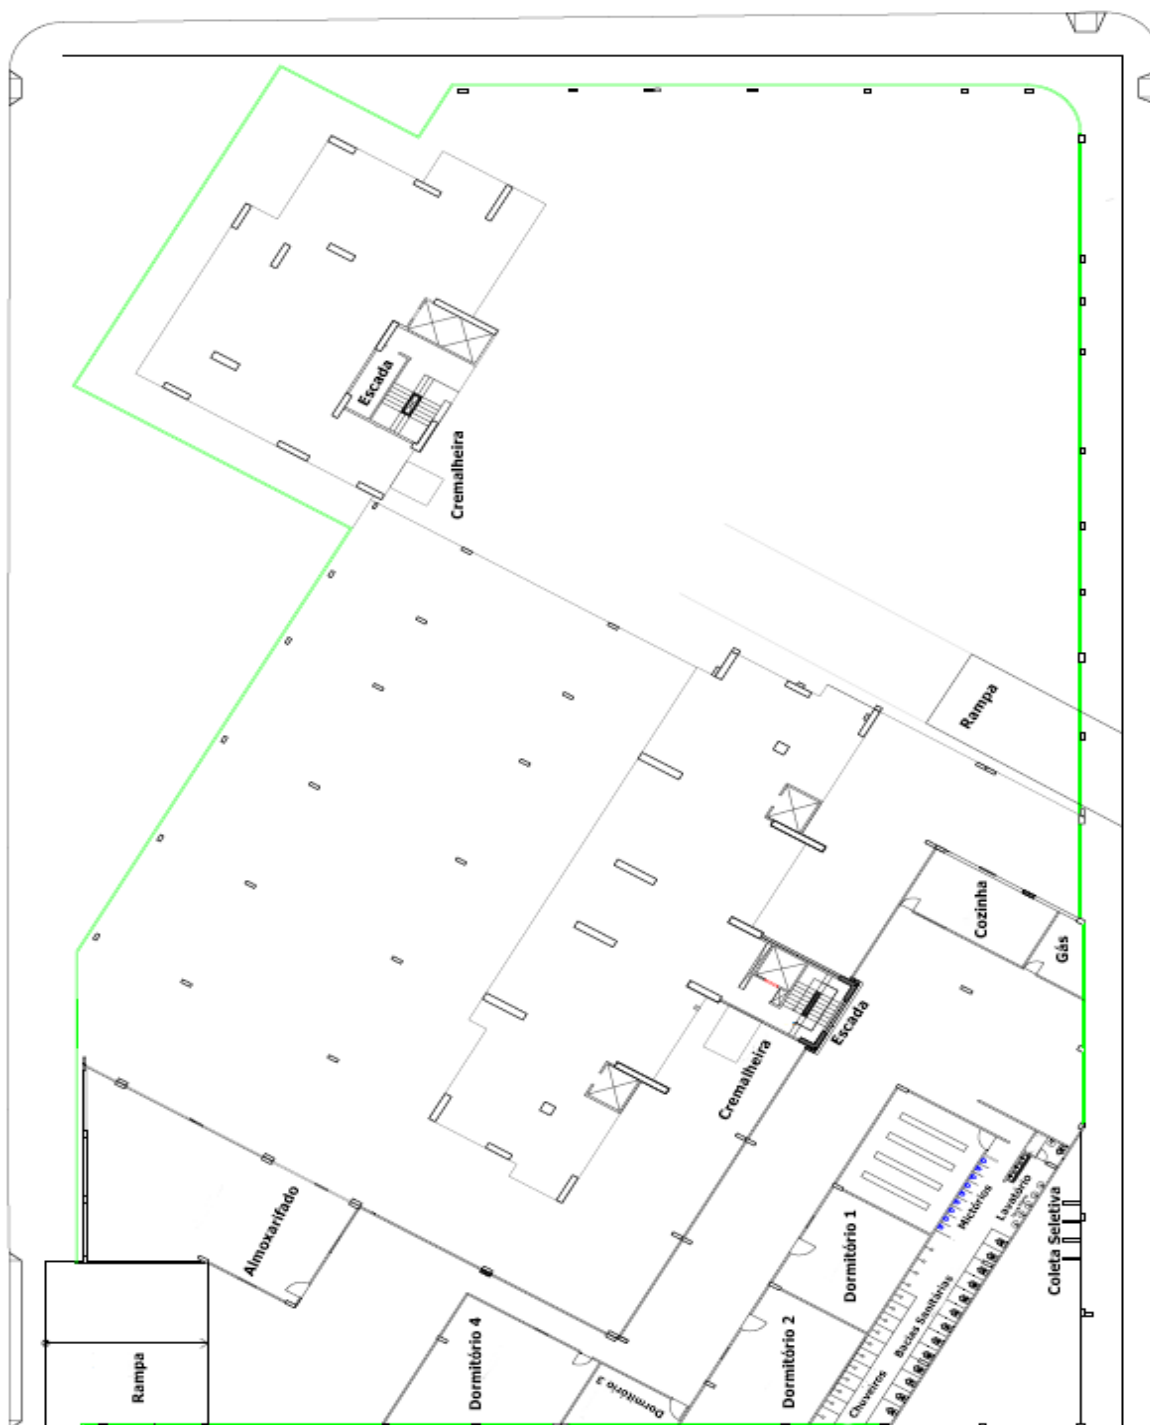 Escada
Cremalheira
Rampa
Cozinha
Gás
Escada
Cremalheira
Almoxarifado
Mictórios
Lavatório
Coleta Seletiva
Dormitório 1
Bacias Sanitárias
Dormitório 2
Chuveiros
Dormitório 4
Dormitório 3
Rampa